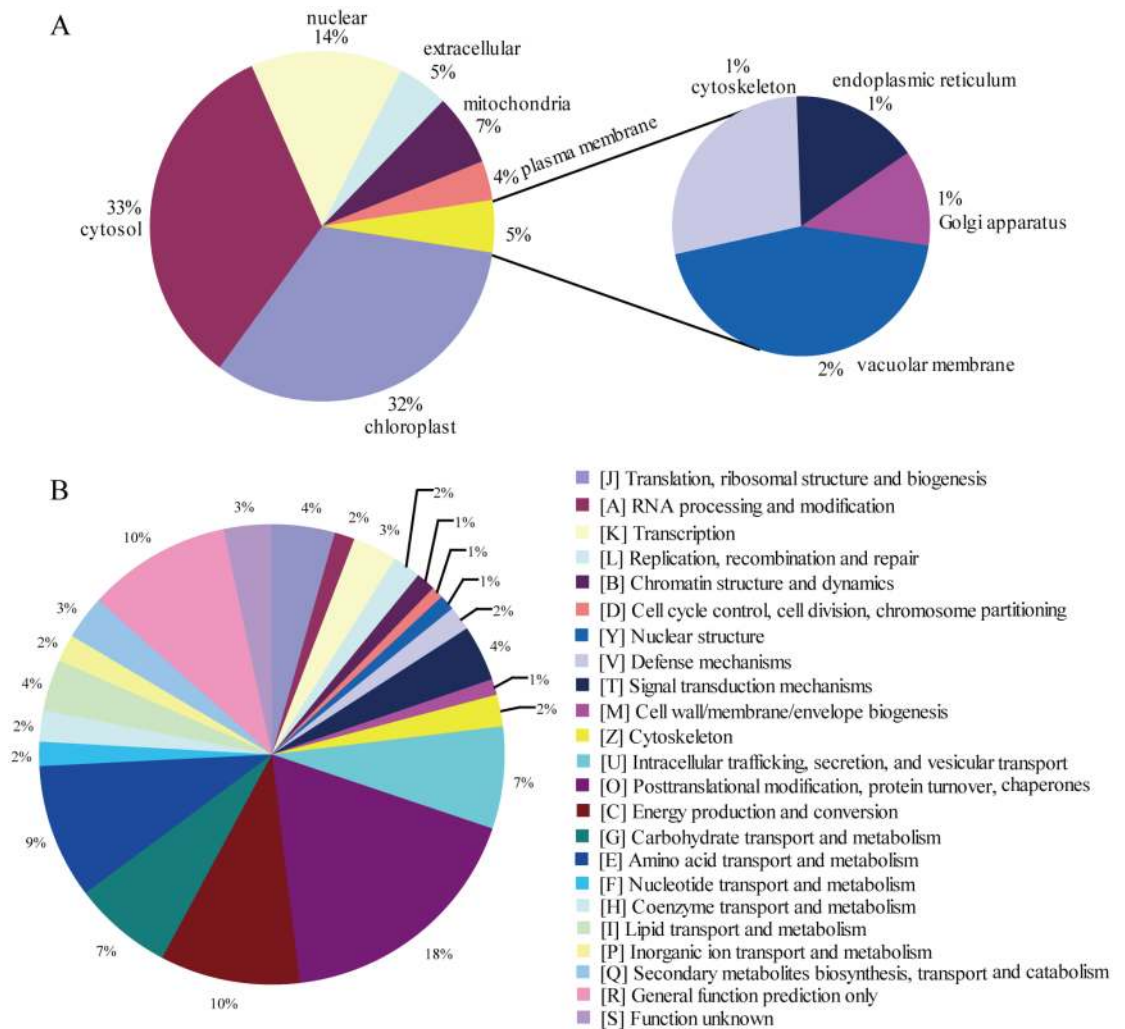 A
nuclear
14%
extracellular
5%
mitochondria
7%
4%
plasma membrane
5%
33%
cytosol
32%
chloroplast
1%
cytoskeleton
endoplasmic reticulum
1%
1%
Golgi apparatus
2%
vacuolar membrane
B
3%
4%
2%
3%
2%
1%
1%
1%
2%
4%
1%
2%
7%
18%
10%
7%
9%
2%
2%
4%
2%
3%
10%
[J] Translation, ribosomal structure and biogenesis
[A] RNA processing and modification
[K] Transcription
[L] Replication, recombination and repair
[B] Chromatin structure and dynamics
[D] Cell cycle control, cell division, chromosome partitioning
[Y] Nuclear structure
[V] Defense mechanisms
[T] Signal transduction mechanisms
[M] Cell wall/membrane/envelope biogenesis
[Z] Cytoskeleton
[U] Intracellular trafficking, secretion, and vesicular transport
[O] Posttranslational modification, protein turnover, chaperones
[C] Energy production and conversion
[G] Carbohydrate transport and metabolism
[E] Amino acid transport and metabolism
[F] Nucleotide transport and metabolism
[H] Coenzyme transport and metabolism
[I] Lipid transport and metabolism
[P] Inorganic ion transport and metabolism
[Q] Secondary metabolites biosynthesis, transport and catabolism
[R] General function prediction only
[S] Function unknown